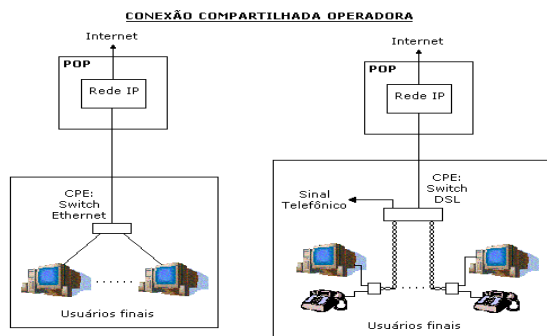 CONEXÃO COMPARTILHADA OPERADORA
Internet
POP
Rede IP
CPE:
Switch
Ethernet
Usuários finais
Internet
POP
Rede IP
CPE:
Switch
DSL
Sinal
Telefônico
Usuários finais